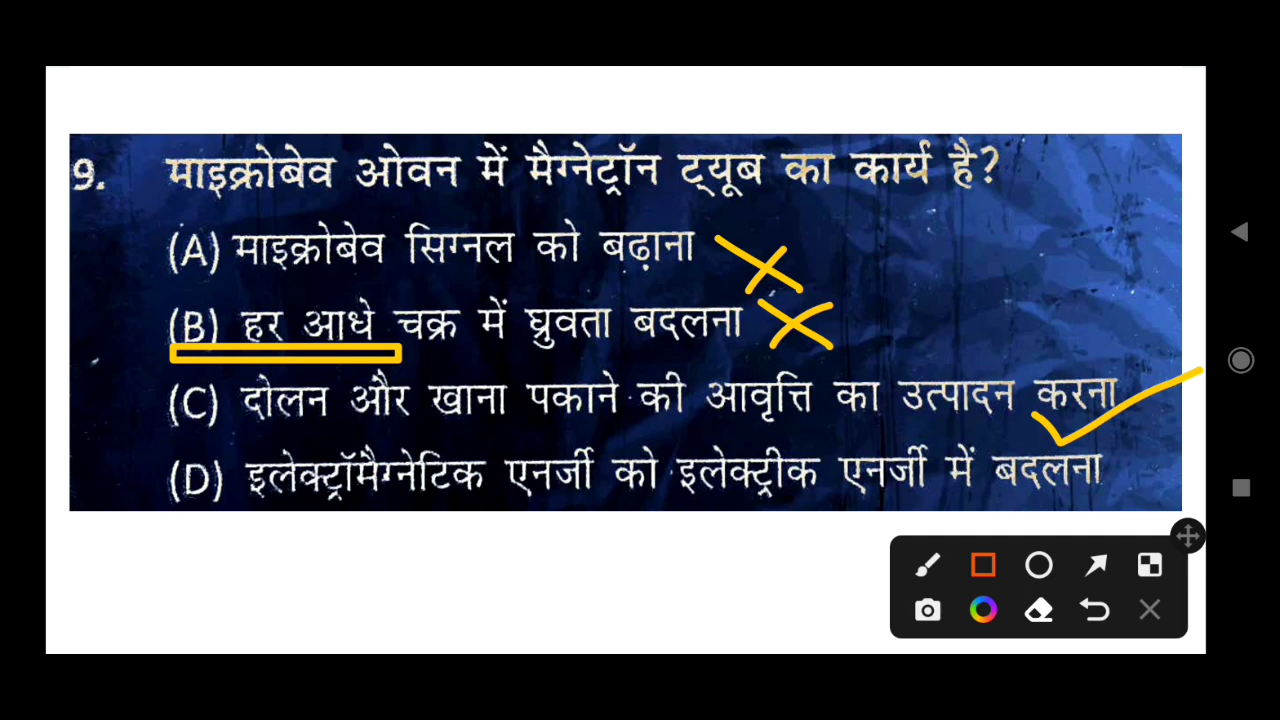 9. माइक्रोबेव ओवन में मैग्नेट्रॉन ट्यूब का कार्य है?
(A) माइक्रोबेव सिग्नल को बढ़ाना
(B) हर आधे चक्र में घ्रुवता बदलना
(C) दोलन और खाना पकाने की आवृत्ति का उत्पादन करना
(D) इलेक्ट्रॉमैग्नेटिक एनर्जी को इलेक्ट्रीक एनर्जी में बदलना